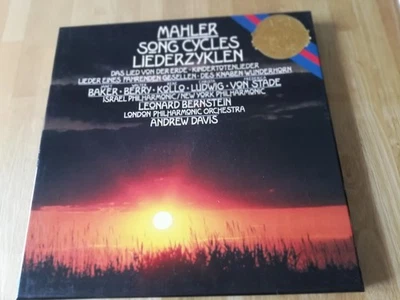 MAHLER
SONG CYCLES
LIEDERZYKLEN
DAS LIED VON DER ERDE · KINDERTOTENLIEDER
LIEDER EINES FAHRENDEN GESELLEN · DES KNABEN WUNDERHORN
BAKER · BERRY · KOLLO · LUDWIG · VON STADE
ISRAEL PHILHARMONIC/NEW YORK PHILHARMONIC
LEONARD BERNSTEIN
LONDON PHILHARMONIC ORCHESTRA
ANDREW DAVIS